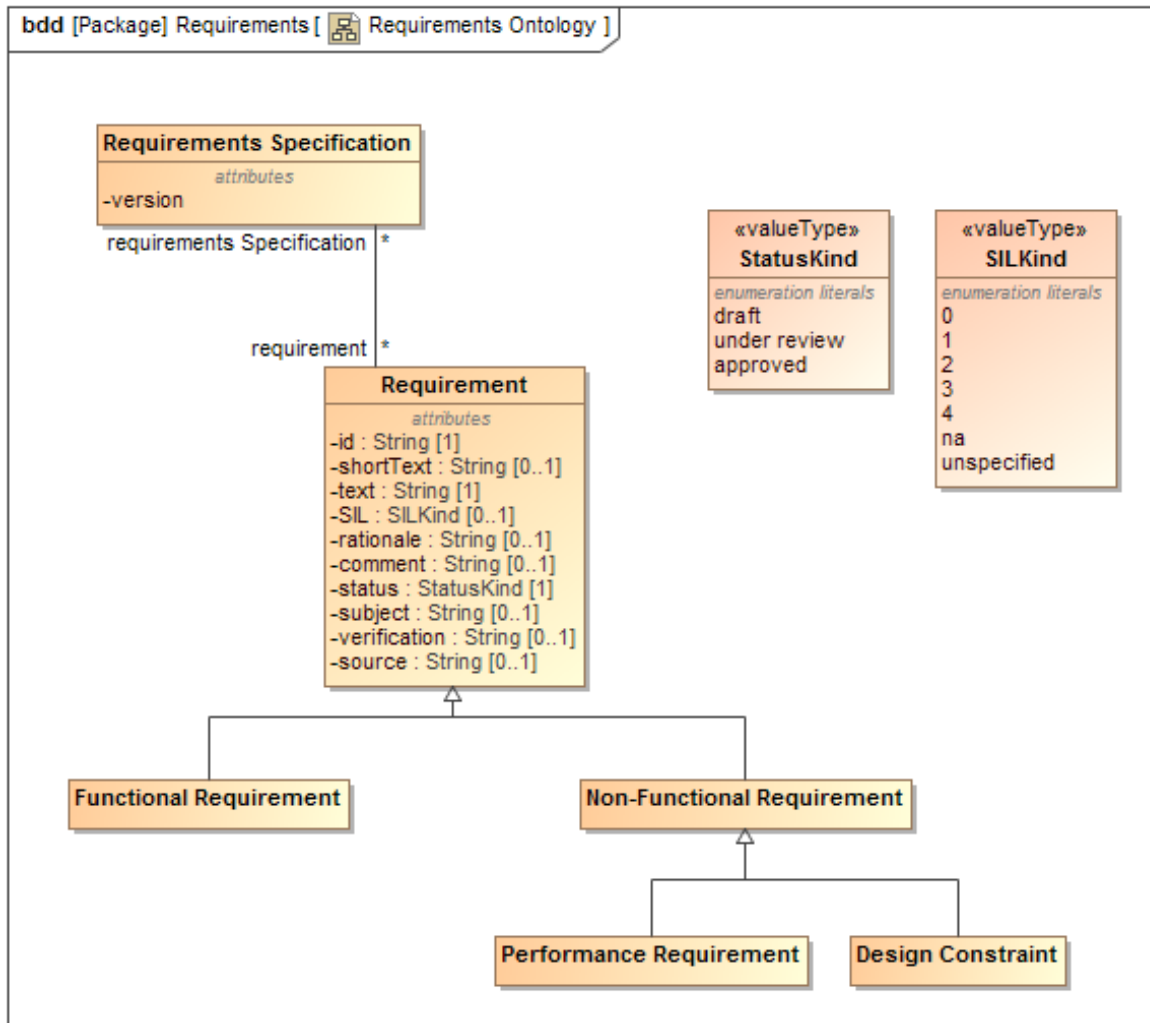 bdd [Package] Requirements [ Requirements Ontology ]
Requirements Specification
attributes
-version
requirements Specification *
requirement *
Requirement
attributes
-id : String [1]
-shortText : String [0..1]
-text : String [1]
-SIL : SILKind [0..1]
-rationale : String [0..1]
-comment : String [0..1]
-status : StatusKind [1]
-subject : String [0..1]
-verification : String [0..1]
-source : String [0..1]
«valueType»
StatusKind
enumeration literals
draft
under review
approved
«valueType»
SILKind
enumeration literals
0
1
2
3
4
na
unspecified
Functional Requirement
Non-Functional Requirement
Performance Requirement
Design Constraint